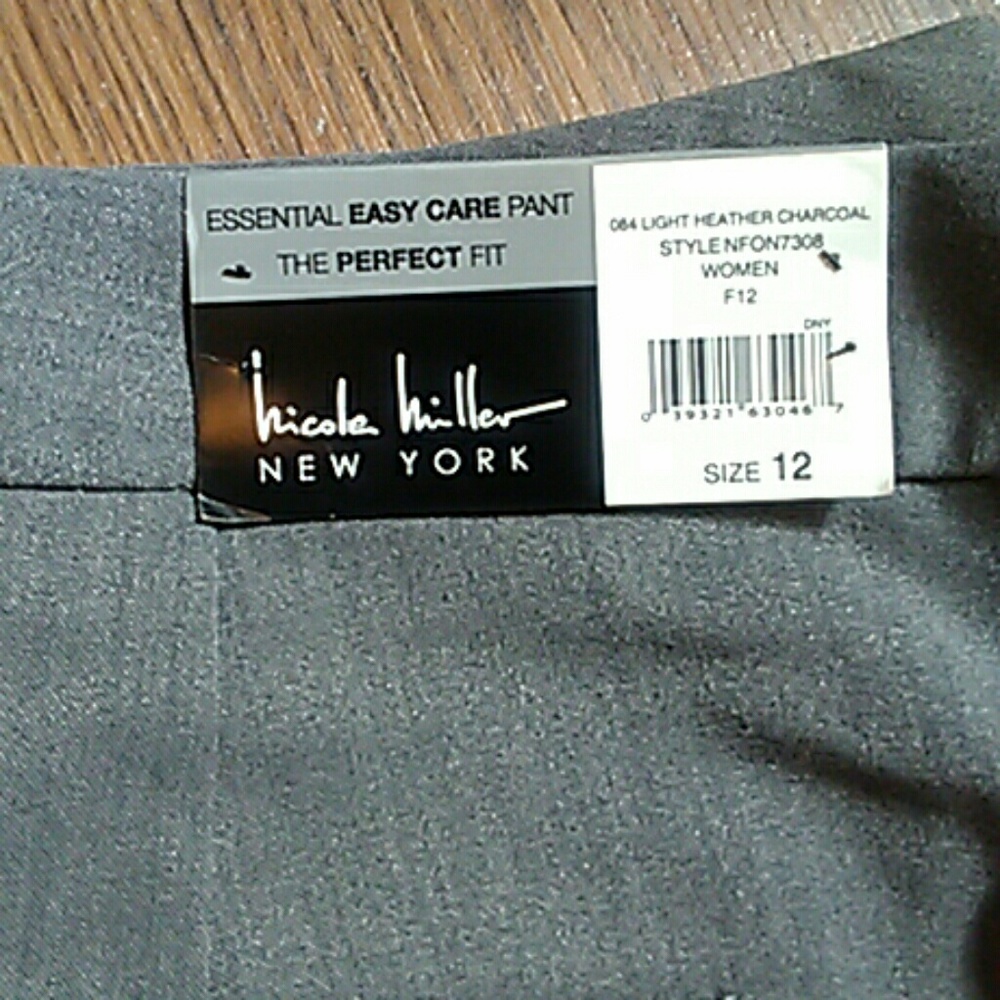 ESSENTIAL EASY CARE PANT
THE PERFECT FIT
nicole miller
NEW YORK
084 LIGHT HEATHER CHARCOAL
STYLE NFON7308
WOMEN
F12
DNY
0 39321 63046 7
SIZE 12